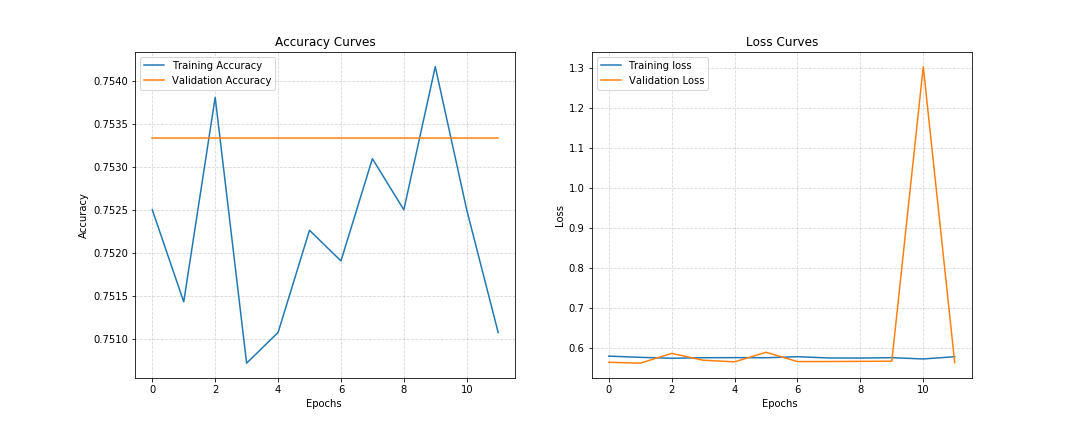 Accuracy Curves
Training Accuracy
Validation Accuracy
0.7540
0.7535
0.7530
0.7525
0.7520
0.7515
0.7510
Accuracy
0 2 4 6 8 10
Epochs
Loss Curves
Training loss
Validation Loss
1.3
1.2
1.1
1.0
0.9
0.8
0.7
0.6
Loss
0 2 4 6 8 10
Epochs